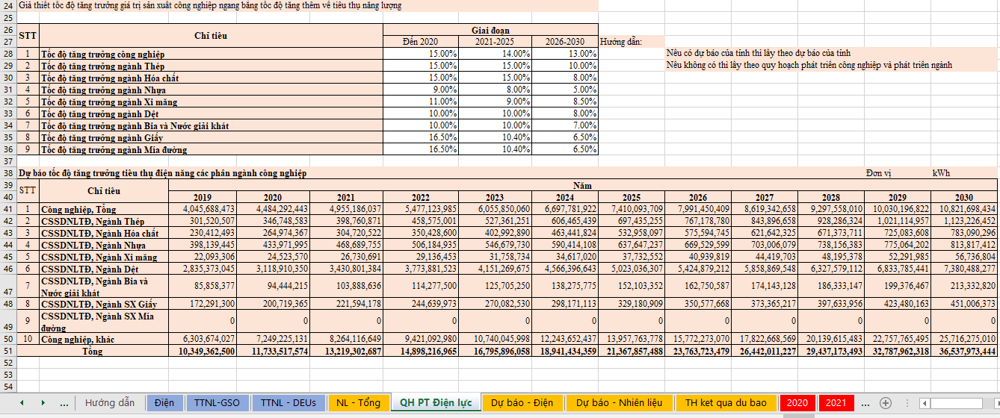 24 Giả thiết tốc độ tăng trưởng giá trị sản xuất công nghiệp ngang bằng tốc độ tăng thêm về tiêu thụ năng lượng
25
26 STT Chỉ tiêu Giai đoạn
27 Đến 2020 2021-2025 2026-2030 Hướng dẫn:
28 1 Tốc độ tăng trưởng công nghiệp 15.00% 14.00% 13.00% Nếu có dự báo của tỉnh thì lấy theo dự báo của tỉnh
29 2 Tốc độ tăng trưởng ngành Thép 15.00% 15.00% 10.00% Nếu không có thì lấy theo quy hoạch phát triển công nghiệp và phát triển ngành
30 3 Tốc độ tăng trưởng ngành Hóa chất 15.00% 15.00% 8.00%
31 4 Tốc độ tăng trưởng ngành Nhựa 9.00% 8.00% 5.00%
32 5 Tốc độ tăng trưởng ngành Xi măng 11.00% 9.00% 8.50%
33 6 Tốc độ tăng trưởng ngành Dệt 10.00% 10.00% 8.00%
34 7 Tốc độ tăng trưởng ngành Bia và Nước giải khát 10.00% 10.00% 7.00%
35 8 Tốc độ tăng trưởng ngành Giấy 16.50% 10.40% 6.50%
36 9 Tốc độ tăng trưởng ngành Mía đường 16.50% 10.40% 6.50%
37
38 Dự báo tốc độ tăng trưởng tiêu thụ điện năng các phân ngành công nghiệp Đơn vị kWh
39 STT Chỉ tiêu Năm
40 2019 2020 2021 2022 2023 2024 2025 2026 2027 2028 2029 2030
41 1 Công nghiệp, Tổng 4,045,688,473 4,484,292,443 4,955,186,037 5,477,123,985 6,055,850,060 6,697,781,922 7,410,093,709 7,991,450,409 8,619,342,658 9,297,558,010 10,030,196,822 10,821,698,434
42 2 CSSDNLTĐ, Ngành Thép 301,520,507 346,748,583 398,760,871 458,575,001 527,361,251 606,465,439 697,435,255 767,178,780 843,896,658 928,286,324 1,021,114,957 1,123,226,452
43 3 CSSDNLTĐ, Ngành Hóa chất 230,412,493 264,974,367 304,720,522 350,428,600 402,992,890 463,441,824 532,958,097 575,594,745 621,642,325 671,373,711 725,083,608 783,090,296
44 4 CSSDNLTĐ, Ngành Nhựa 398,139,445 433,971,995 468,689,755 506,184,935 546,679,730 590,414,108 637,647,237 669,529,599 703,006,079 738,156,383 775,064,202 813,817,412
45 5 CSSDNLTĐ, Ngành Xi măng 22,093,306 24,523,570 26,730,691 29,136,453 31,758,734 34,617,020 37,732,552 40,939,819 44,419,703 48,195,378 52,291,985 56,736,804
46 6 CSSDNLTĐ, Ngành Dệt 2,835,373,045 3,118,910,350 3,430,801,384 3,773,881,523 4,151,269,675 4,566,396,643 5,023,036,307 5,424,879,212 5,858,869,548 6,327,579,112 6,833,785,441 7,380,488,277
7 CSSDNLTĐ, Ngành Bia và
47 Nước giải khát 85,858,377 94,444,215 103,888,636 114,277,500 125,705,250 138,275,775 152,103,352 162,750,587 174,143,128 186,333,147 199,376,467 213,332,820
48 8 CSSDNLTĐ, Ngành SX Giấy 172,291,300 200,719,365 221,594,178 244,639,973 270,082,530 298,171,113 329,180,909 350,577,668 373,365,217 397,633,956 423,480,163 451,006,373
9 CSSDNLTĐ, Ngành SX Mía
49 đường 0 0 0 0 0 0 0 0 0 0 0 0
50 10 Công nghiệp, khác 6,303,674,027 7,249,225,131 8,264,116,649 9,421,092,980 10,740,045,998 12,243,652,437 13,957,763,778 15,772,273,070 17,822,668,569 20,139,615,483 22,757,765,495 25,716,275,010
51 Tổng 10,349,362,500 11,733,517,574 13,219,302,687 14,898,216,965 16,795,896,058 18,941,434,359 21,367,857,488 23,763,723,479 26,442,011,227 29,437,173,493 32,787,962,318 36,537,973,444
52
53
54
... Hướng dẫn Điện TTNL-GSO TTNL - DEUs NL - Tổng QH PT Điện lực Dự báo - Điện Dự báo - Nhiên liệu TH ket qua du bao 2020 2021 ...